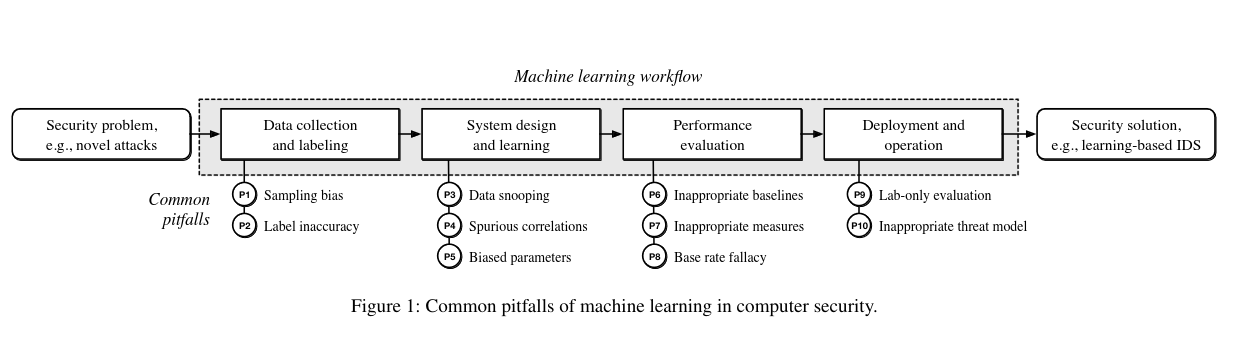 Machine learning workflow
Security problem,
e.g., novel attacks
Data collection
and labeling
System design
and learning
Performance
evaluation
Deployment and
operation
Security solution,
e.g., learning-based IDS
Common
pitfalls
P1 Sampling bias
P2 Label inaccuracy
P3 Data snooping
P4 Spurious correlations
P5 Biased parameters
P6 Inappropriate baselines
P7 Inappropriate measures
P8 Base rate fallacy
P9 Lab-only evaluation
P10 Inappropriate threat model
Figure 1: Common pitfalls of machine learning in computer security.